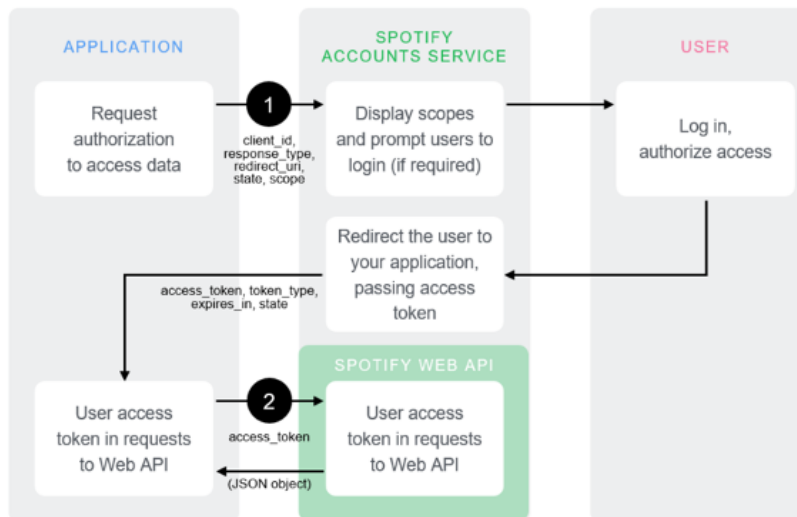 APPLICATION
SPOTIFY
ACCOUNTS SERVICE
USER
Request
authorization
to access data
1
client_id,
response_type,
redirect_uri,
state, scope
Display scopes
and prompt users to
login (if required)
Log in,
authorize access
Redirect the user to
your application,
passing access
token
access_token, token_type,
expires_in, state
SPOTIFY WEB API
User access
token in requests
to Web API
2
access_token
(JSON object)
User access
token in requests
to Web API